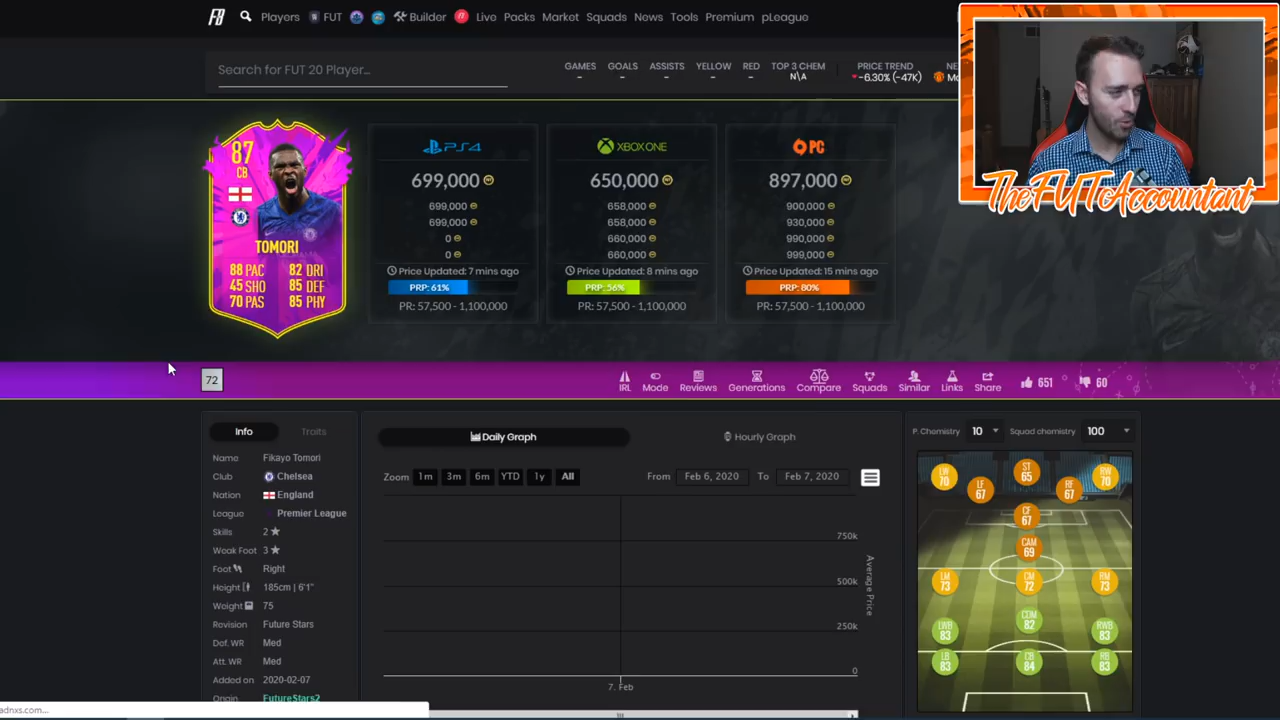 F8 Players FUT Builder Live Packs Market Squads News Tools Premium pLeague
Search for FUT 20 Player...
GAMES GOALS ASSISTS YELLOW RED TOP 3 CHEM PRICE TREND
- - - - - N\A -6.30% (-47K)
TheFUTAccountant
87
CB
TOMORI
88 PAC 82 DRI
45 SHO 85 DEF
70 PAS 85 PHY
PS4
699,000
699,000
699,000
0
0
Price Updated: 7 mins ago
PRP: 61%
PR: 57,500 - 1,100,000
XBOX ONE
650,000
658,000
658,000
660,000
660,000
Price Updated: 8 mins ago
PRP: 56%
PR: 57,500 - 1,100,000
PC
897,000
900,000
930,000
990,000
999,000
Price Updated: 15 mins ago
PRP: 80%
PR: 57,500 - 1,100,000
72
IRL Mode Reviews Generations Compare Squads Similar Links Share 651 60
Info Traits
Name Fikayo Tomori
Club Chelsea
Nation England
League Premier League
Skills 2
Weak Foot 3
Foot Right
Height 185cm | 6'1"
Weight 75
Revision Future Stars
Def. WR Med
Att. WR Med
Added on 2020-02-07
Origin FutureStars2
Daily Graph Hourly Graph
Zoom 1m 3m 6m YTD 1y All From Feb 6, 2020 To Feb 7, 2020
750k
500k
250k
0
Average Price
7. Feb
P. Chemistry 10 Squad chemistry 100
LW 70
ST 65
RW 70
LF 67
RF 67
CF 67
CAM 69
LM 73
CM 72
RM 73
CDM 82
LWB 83
RWB 83
LB 83
CB 84
RB 83
adnxs.com...